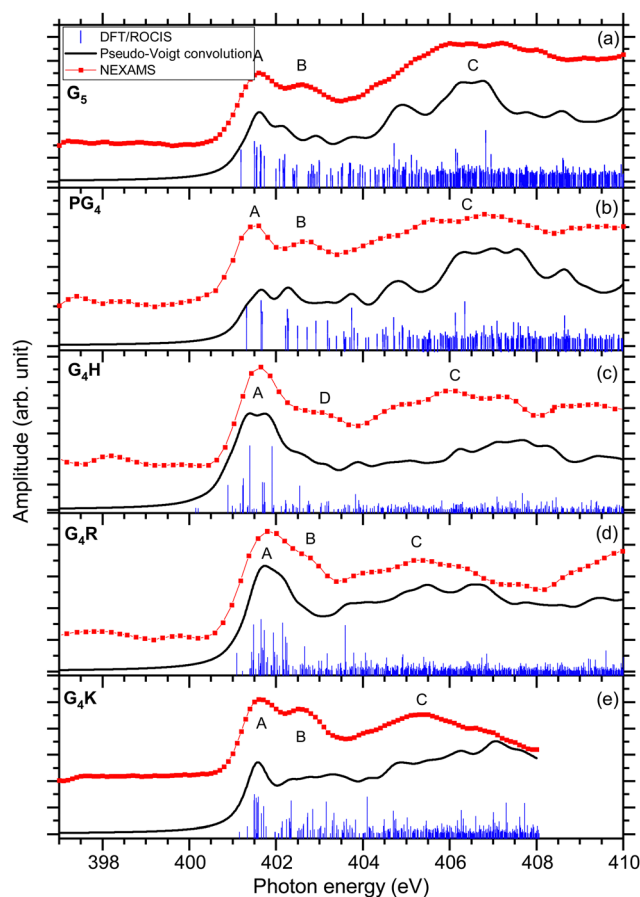 DFT/ROCIS
Pseudo-Voigt convolution
NEXAMS
(a)
A
B
C
G5
PG4
(b)
A
B
C
G4H
(c)
A
D
C
G4R
(d)
A
B
C
G4K
(e)
A
B
C
Amplitude (arb. unit)
398 400 402 404 406 408 410
Photon energy (eV)